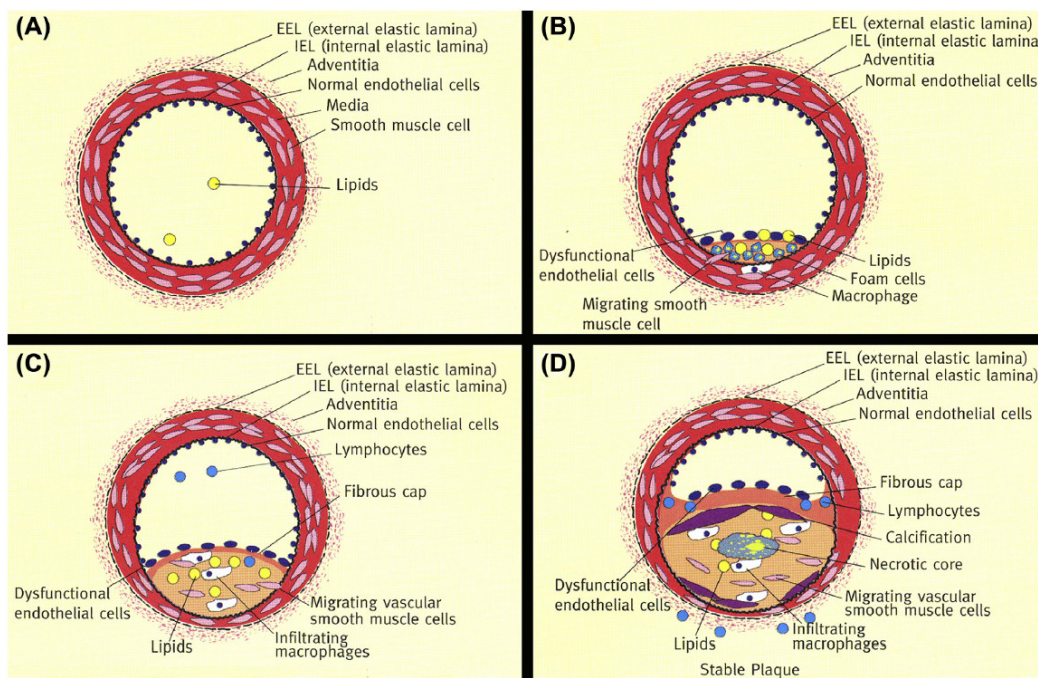 (A)
EEL (external elastic lamina)
IEL (internal elastic lamina)
Adventitia
Normal endothelial cells
Media
Smooth muscle cell
Lipids
(B)
EEL (external elastic lamina)
IEL (internal elastic lamina)
Adventitia
Normal endothelial cells
Dysfunctional
endothelial cells
Lipids
Foam cells
Macrophage
Migrating smooth
muscle cell
(C)
EEL (external elastic lamina)
IEL (internal elastic lamina)
Adventitia
Normal endothelial cells
Lymphocytes
Fibrous cap
Dysfunctional
endothelial cells
Migrating vascular
smooth muscle cells
Lipids
Infiltrating
macrophages
(D)
EEL (external elastic lamina)
IEL (internal elastic lamina)
Adventitia
Normal endothelial cells
Fibrous cap
Lymphocytes
Calcification
Necrotic core
Dysfunctional
endothelial cells
Migrating vascular
smooth muscle cells
Lipids
Infiltrating
macrophages
Stable Plaque